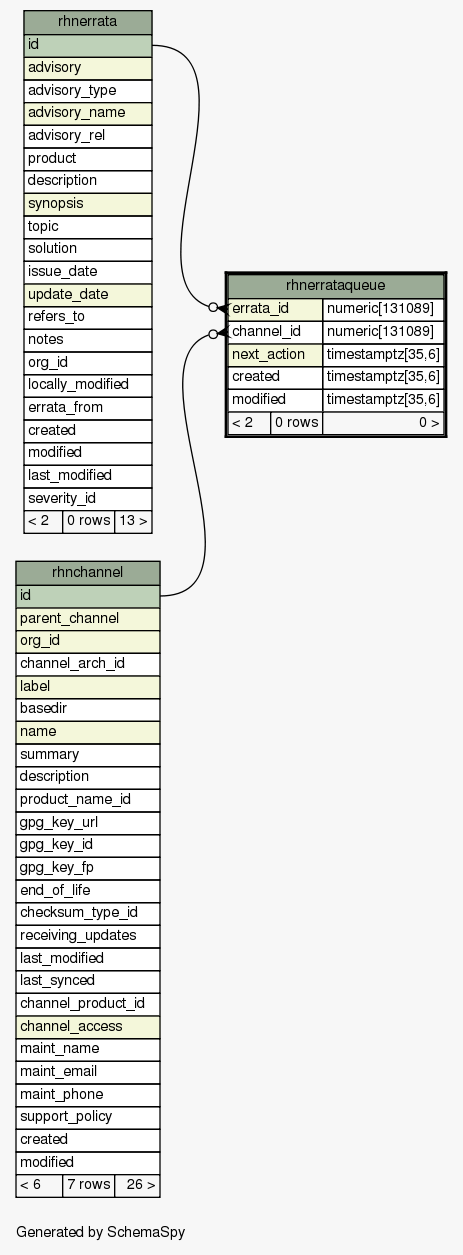 rhnerrata
id
advisory
advisory_type
advisory_name
advisory_rel
product
description
synopsis
topic
solution
issue_date
update_date
refers_to
notes
org_id
locally_modified
errata_from
created
modified
last_modified
severity_id
< 2 0 rows 13 >
rhnerrataqueue
errata_id numeric[131089]
channel_id numeric[131089]
next_action timestamptz[35,6]
created timestamptz[35,6]
modified timestamptz[35,6]
< 2 0 rows 0 >
rhnchannel
id
parent_channel
org_id
channel_arch_id
label
basedir
name
summary
description
product_name_id
gpg_key_url
gpg_key_id
gpg_key_fp
end_of_life
checksum_type_id
receiving_updates
last_modified
last_synced
channel_product_id
channel_access
maint_name
maint_email
maint_phone
support_policy
created
modified
< 6 7 rows 26 >
Generated by SchemaSpy